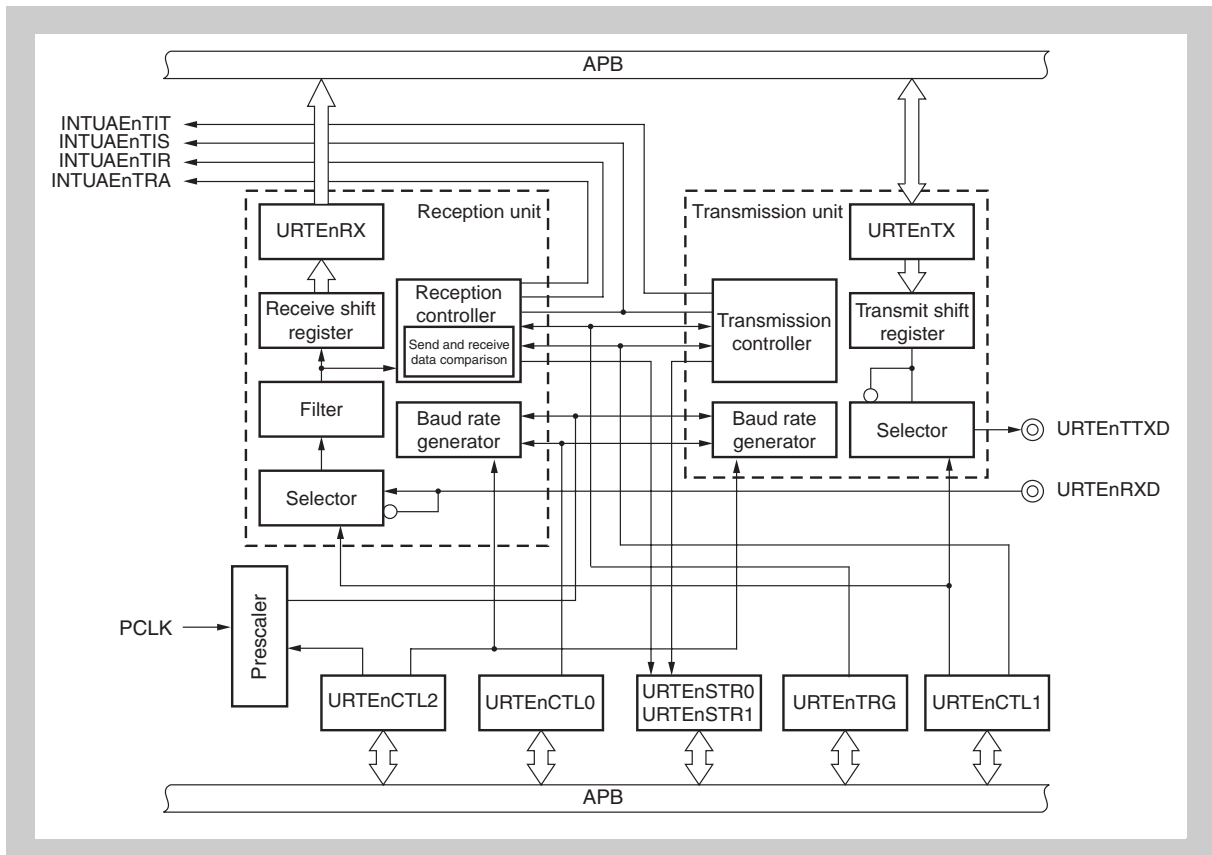 APB
INTUAEnTIT
INTUAEnTIS
INTUAEnTIR
INTUAEnTRA
Reception unit
Transmission unit
URTEnRX
URTEnTX
Receive shift
register
Reception
controller
Send and receive
data comparison
Transmission
controller
Transmit shift
register
Filter
Baud rate
generator
Baud rate
generator
Selector
URTEnTTXD
Selector
URTEnRXD
PCLK
Prescaler
URTEnCTL2
URTEnCTL0
URTEnSTR0
URTEnSTR1
URTEnTRG
URTEnCTL1
APB